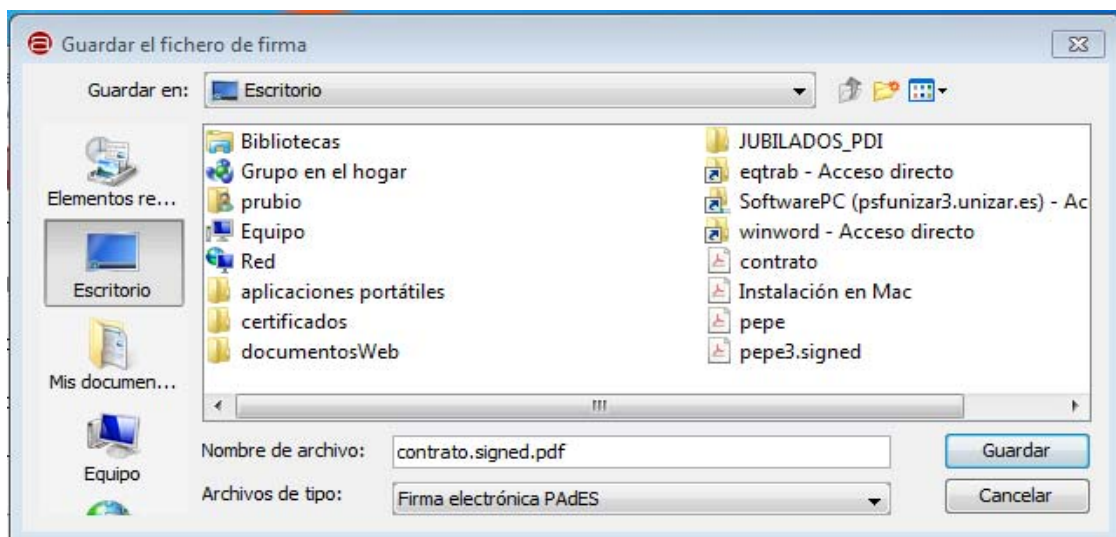 Guardar el fichero de firma
Guardar en:
Escritorio
Elementos re...
Escritorio
Mis documen...
Equipo
Bibliotecas
Grupo en el hogar
prubio
Equipo
Red
aplicaciones portátiles
certificados
documentosWeb
JUBILADOS_PDI
eqtrab - Acceso directo
SoftwarePC (psfunizar3.unizar.es) - Ac
winword - Acceso directo
contrato
Instalación en Mac
pepe
pepe3.signed
Nombre de archivo:
contrato.signed.pdf
Guardar
Archivos de tipo:
Firma electrónica PAdES
Cancelar